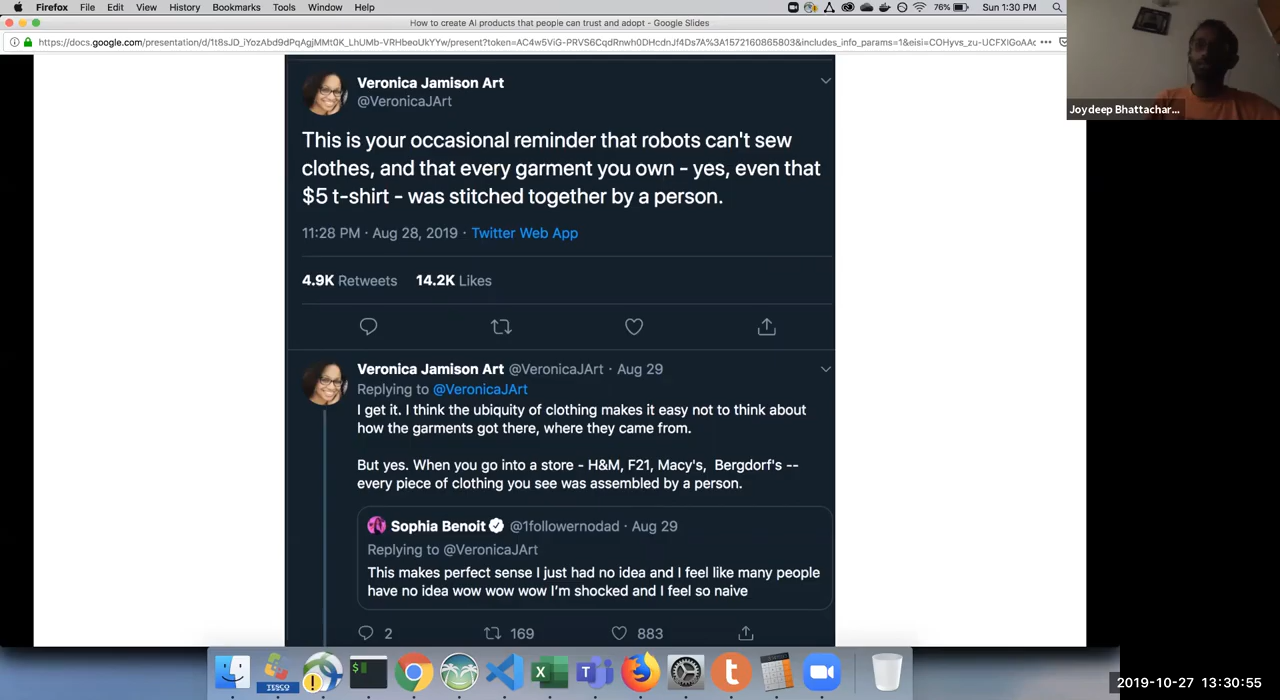 Firefox File Edit View History Bookmarks Tools Window Help 76% Sun 1:30 PM
How to create AI products that people can trust and adopt - Google Slides
Veronica Jamison Art
@VeronicaJArt
Joydeep Bhattachar...
This is your occasional reminder that robots can't sew
clothes, and that every garment you own - yes, even that
$5 t-shirt - was stitched together by a person.
11:28 PM · Aug 28, 2019 · Twitter Web App
4.9K Retweets 14.2K Likes
Veronica Jamison Art @VeronicaJArt · Aug 29
Replying to @VeronicaJArt
I get it. I think the ubiquity of clothing makes it easy not to think about
how the garments got there, where they came from.
But yes. When you go into a store - H&M, F21, Macy's, Bergdorf's --
every piece of clothing you see was assembled by a person.
Sophia Benoit @1followernodad · Aug 29
Replying to @VeronicaJArt
This makes perfect sense I just had no idea and I feel like many people
have no idea wow wow wow I'm shocked and I feel so naive
2 169 883
2019-10-27 13:30:55